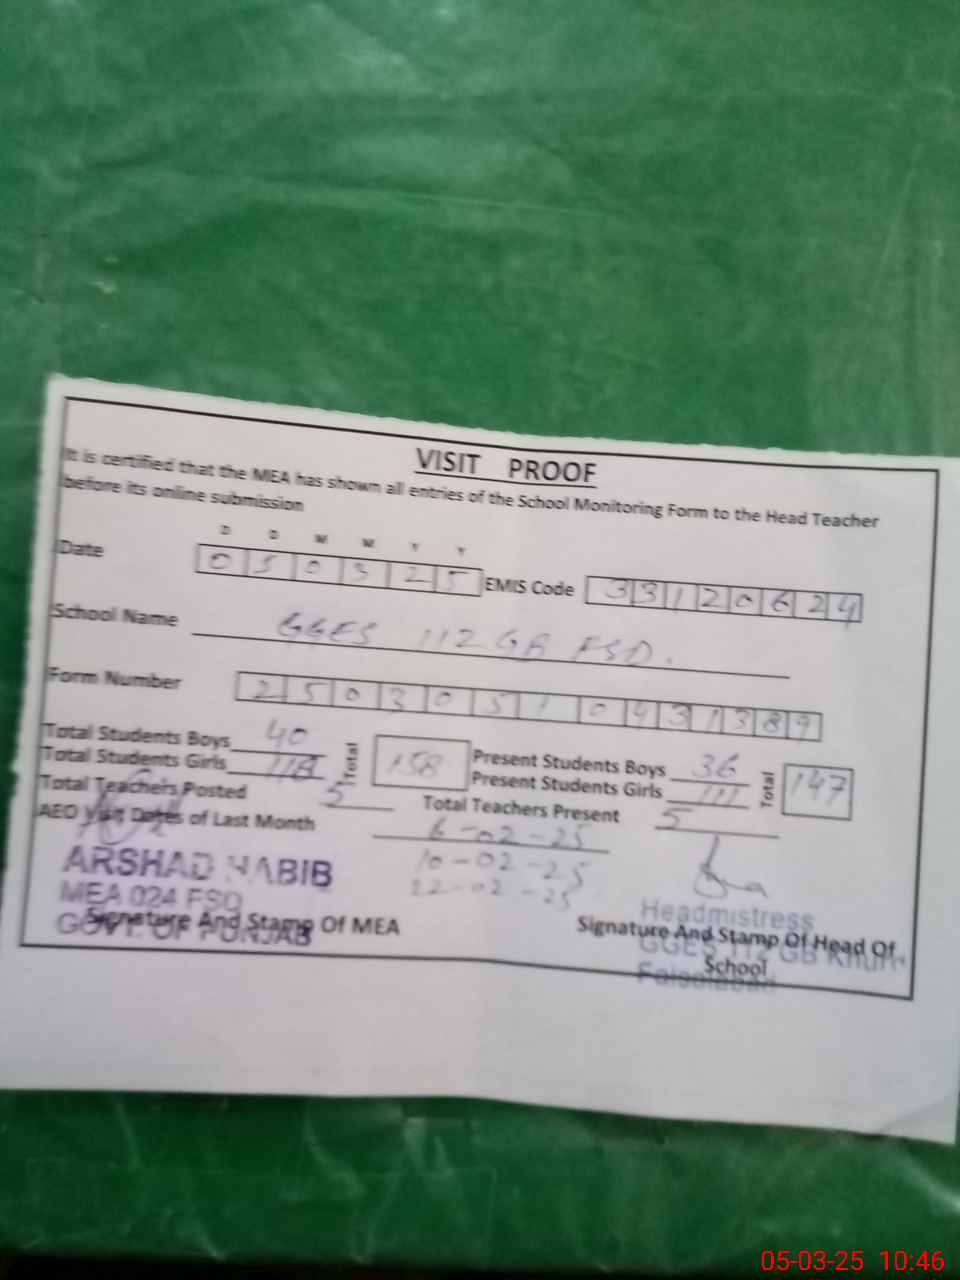 VISIT PROOF
It is certified that the MEA has shown all entries of the School Monitoring Form to the Head Teacher
before its online submission
D D M M Y Y
Date 0 5 0 3 2 5 EMIS Code 3 3 1 2 0 6 2 4
School Name GGES 112 GB FSD.
Form Number 2 5 0 3 0 5 1 0 4 3 1 3 8 9
Total Students Boys 40 Total 158 Present Students Boys 36 Total 147
Total Students Girls 118 Present Students Girls 111
Total Teachers Posted 5 Total Teachers Present 5
AEO Visit Dates of Last Month 6-02-25
10-02-25
22-02-25
ARSHAD HABIB
MEA 024 FSD
GOVT. OF PUNJAB
Signature And Stamp Of MEA
Headmistress
Signature And Stamp Of Head Of
GGES 112 GB
School
Faisalabad
05-03-25 10:46